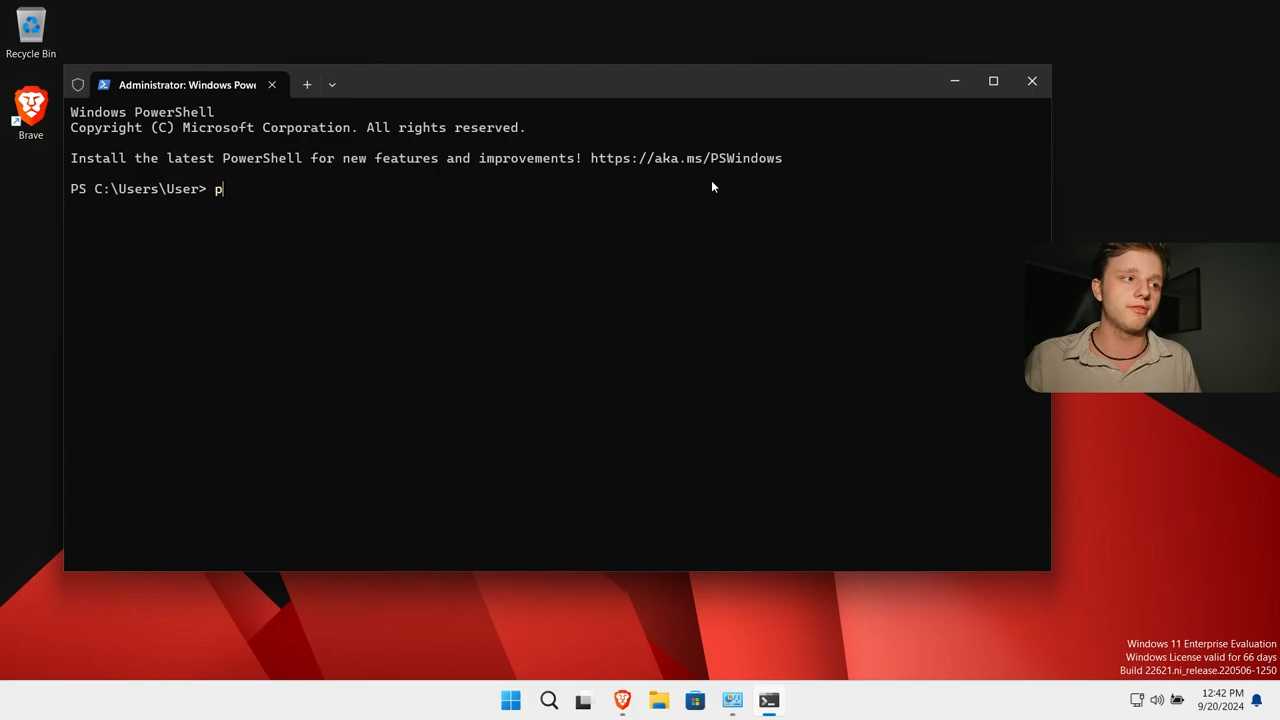 Recycle Bin
Brave
Administrator: Windows Powe
Windows PowerShell
Copyright (C) Microsoft Corporation. All rights reserved.
Install the latest PowerShell for new features and improvements! https://aka.ms/PSWindows
PS C:\Users\User> p
Windows 11 Enterprise Evaluation
Windows License valid for 66 days
Build 22621.ni_release.220506-1250
12:42 PM
9/20/2024